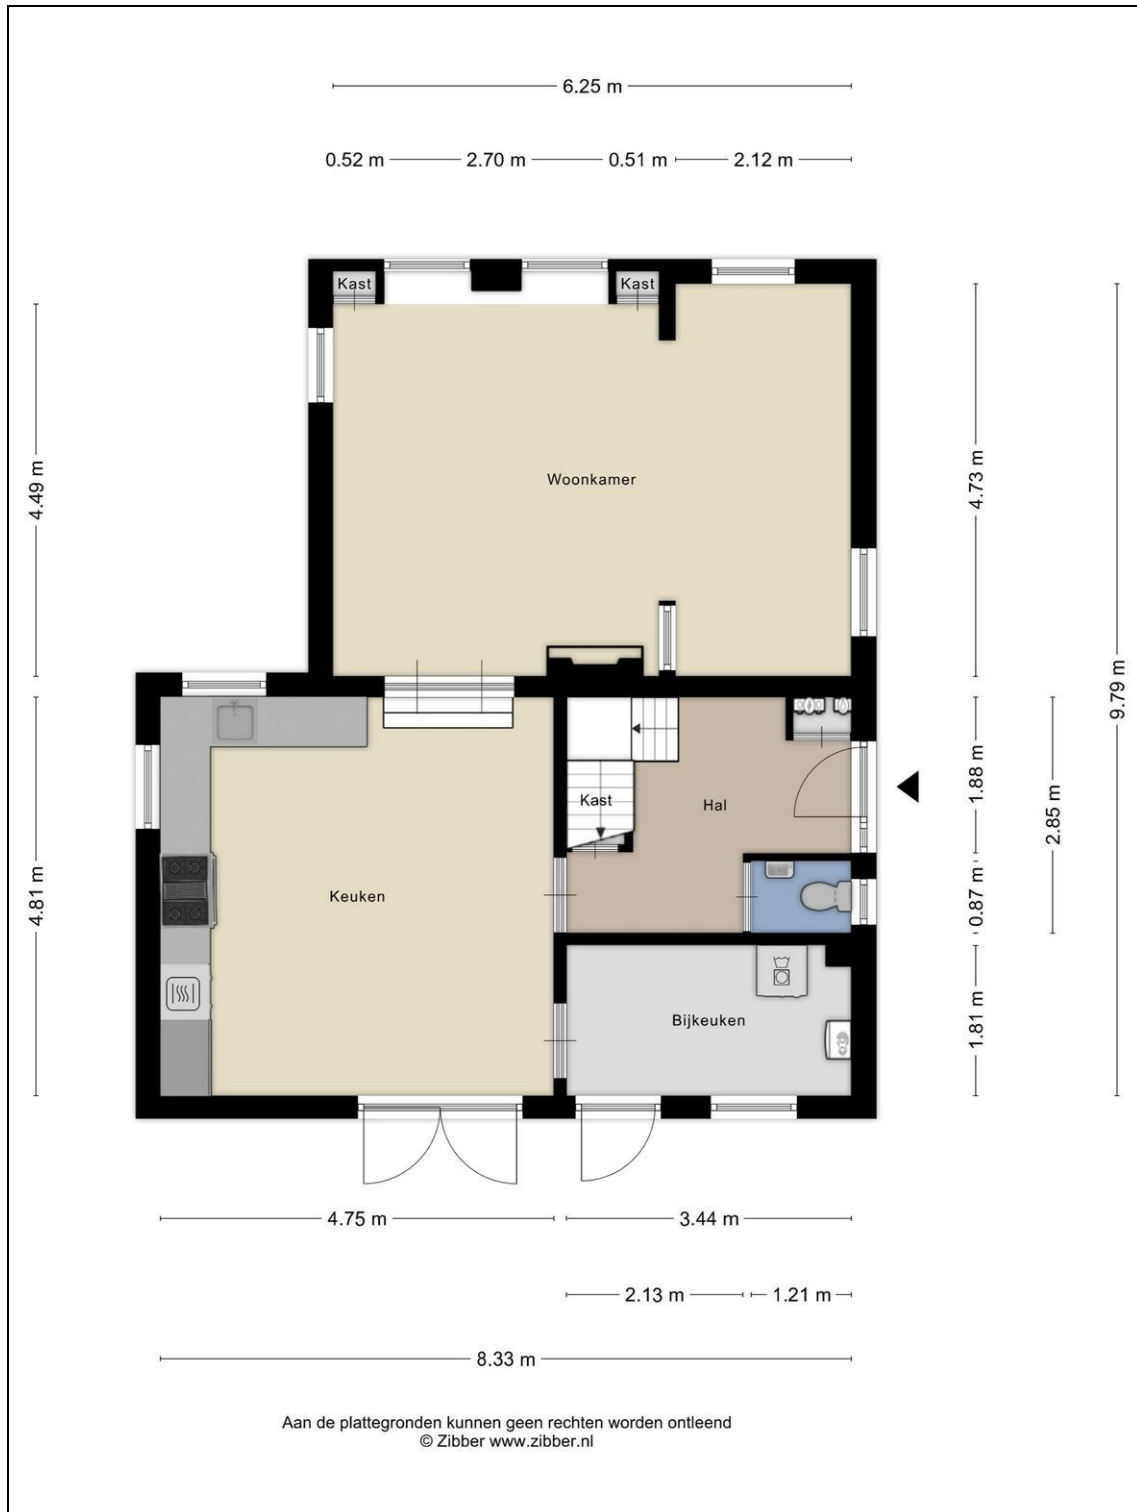 6.25 m
0.52 m
2.70 m
0.51 m
2.12 m
Kast
Kast
Woonkamer
4.49 m
4.73 m
9.79 m
Kast
Hal
1.88 m
2.85 m
Keuken
4.81 m
0.87 m
Bijkeuken
1.81 m
4.75 m
3.44 m
2.13 m
1.21 m
8.33 m
Aan de plattegronden kunnen geen rechten worden ontleend
© Zibber www.zibber.nl